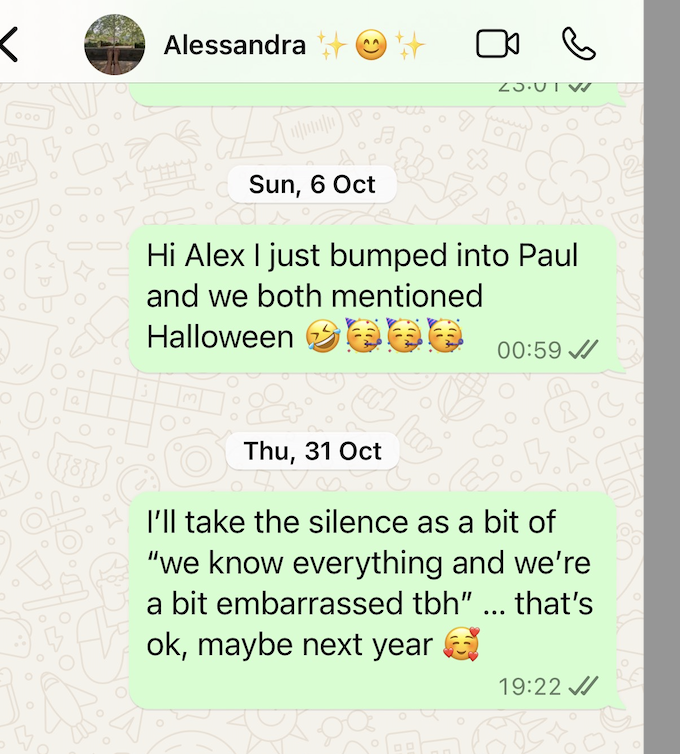 Alessandra ✨😊✨
23:01
Sun, 6 Oct
Hi Alex I just bumped into Paul
and we both mentioned
Halloween 🤣🥳🥳🥳 00:59
Thu, 31 Oct
I’ll take the silence as a bit of
“we know everything and we’re
a bit embarrassed tbh” ... that’s
ok, maybe next year 🥰
19:22